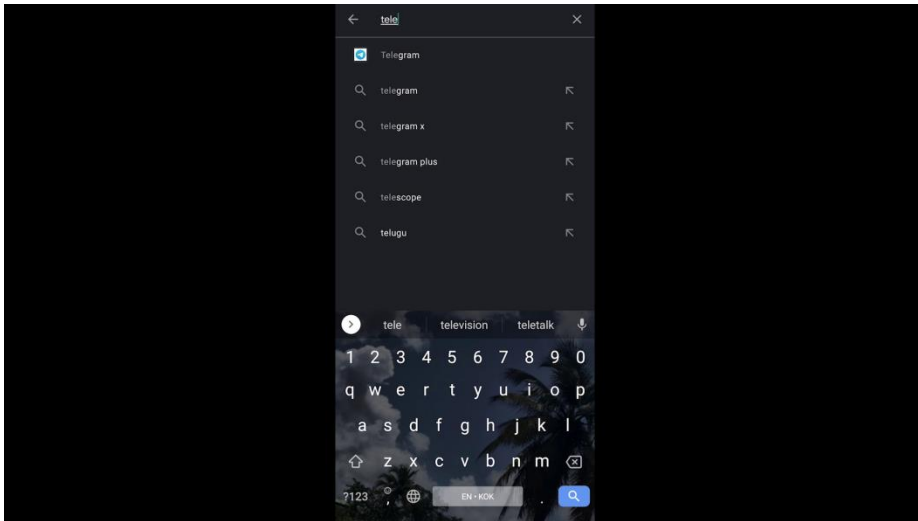 tele
Telegram
telegram
telegram x
telegram plus
telescope
telugu
tele television teletalk
1 2 3 4 5 6 7 8 9 0
q w e r t y u i o p
a s d f g h j k l
z x c v b n m
?123 , EN • KOK .